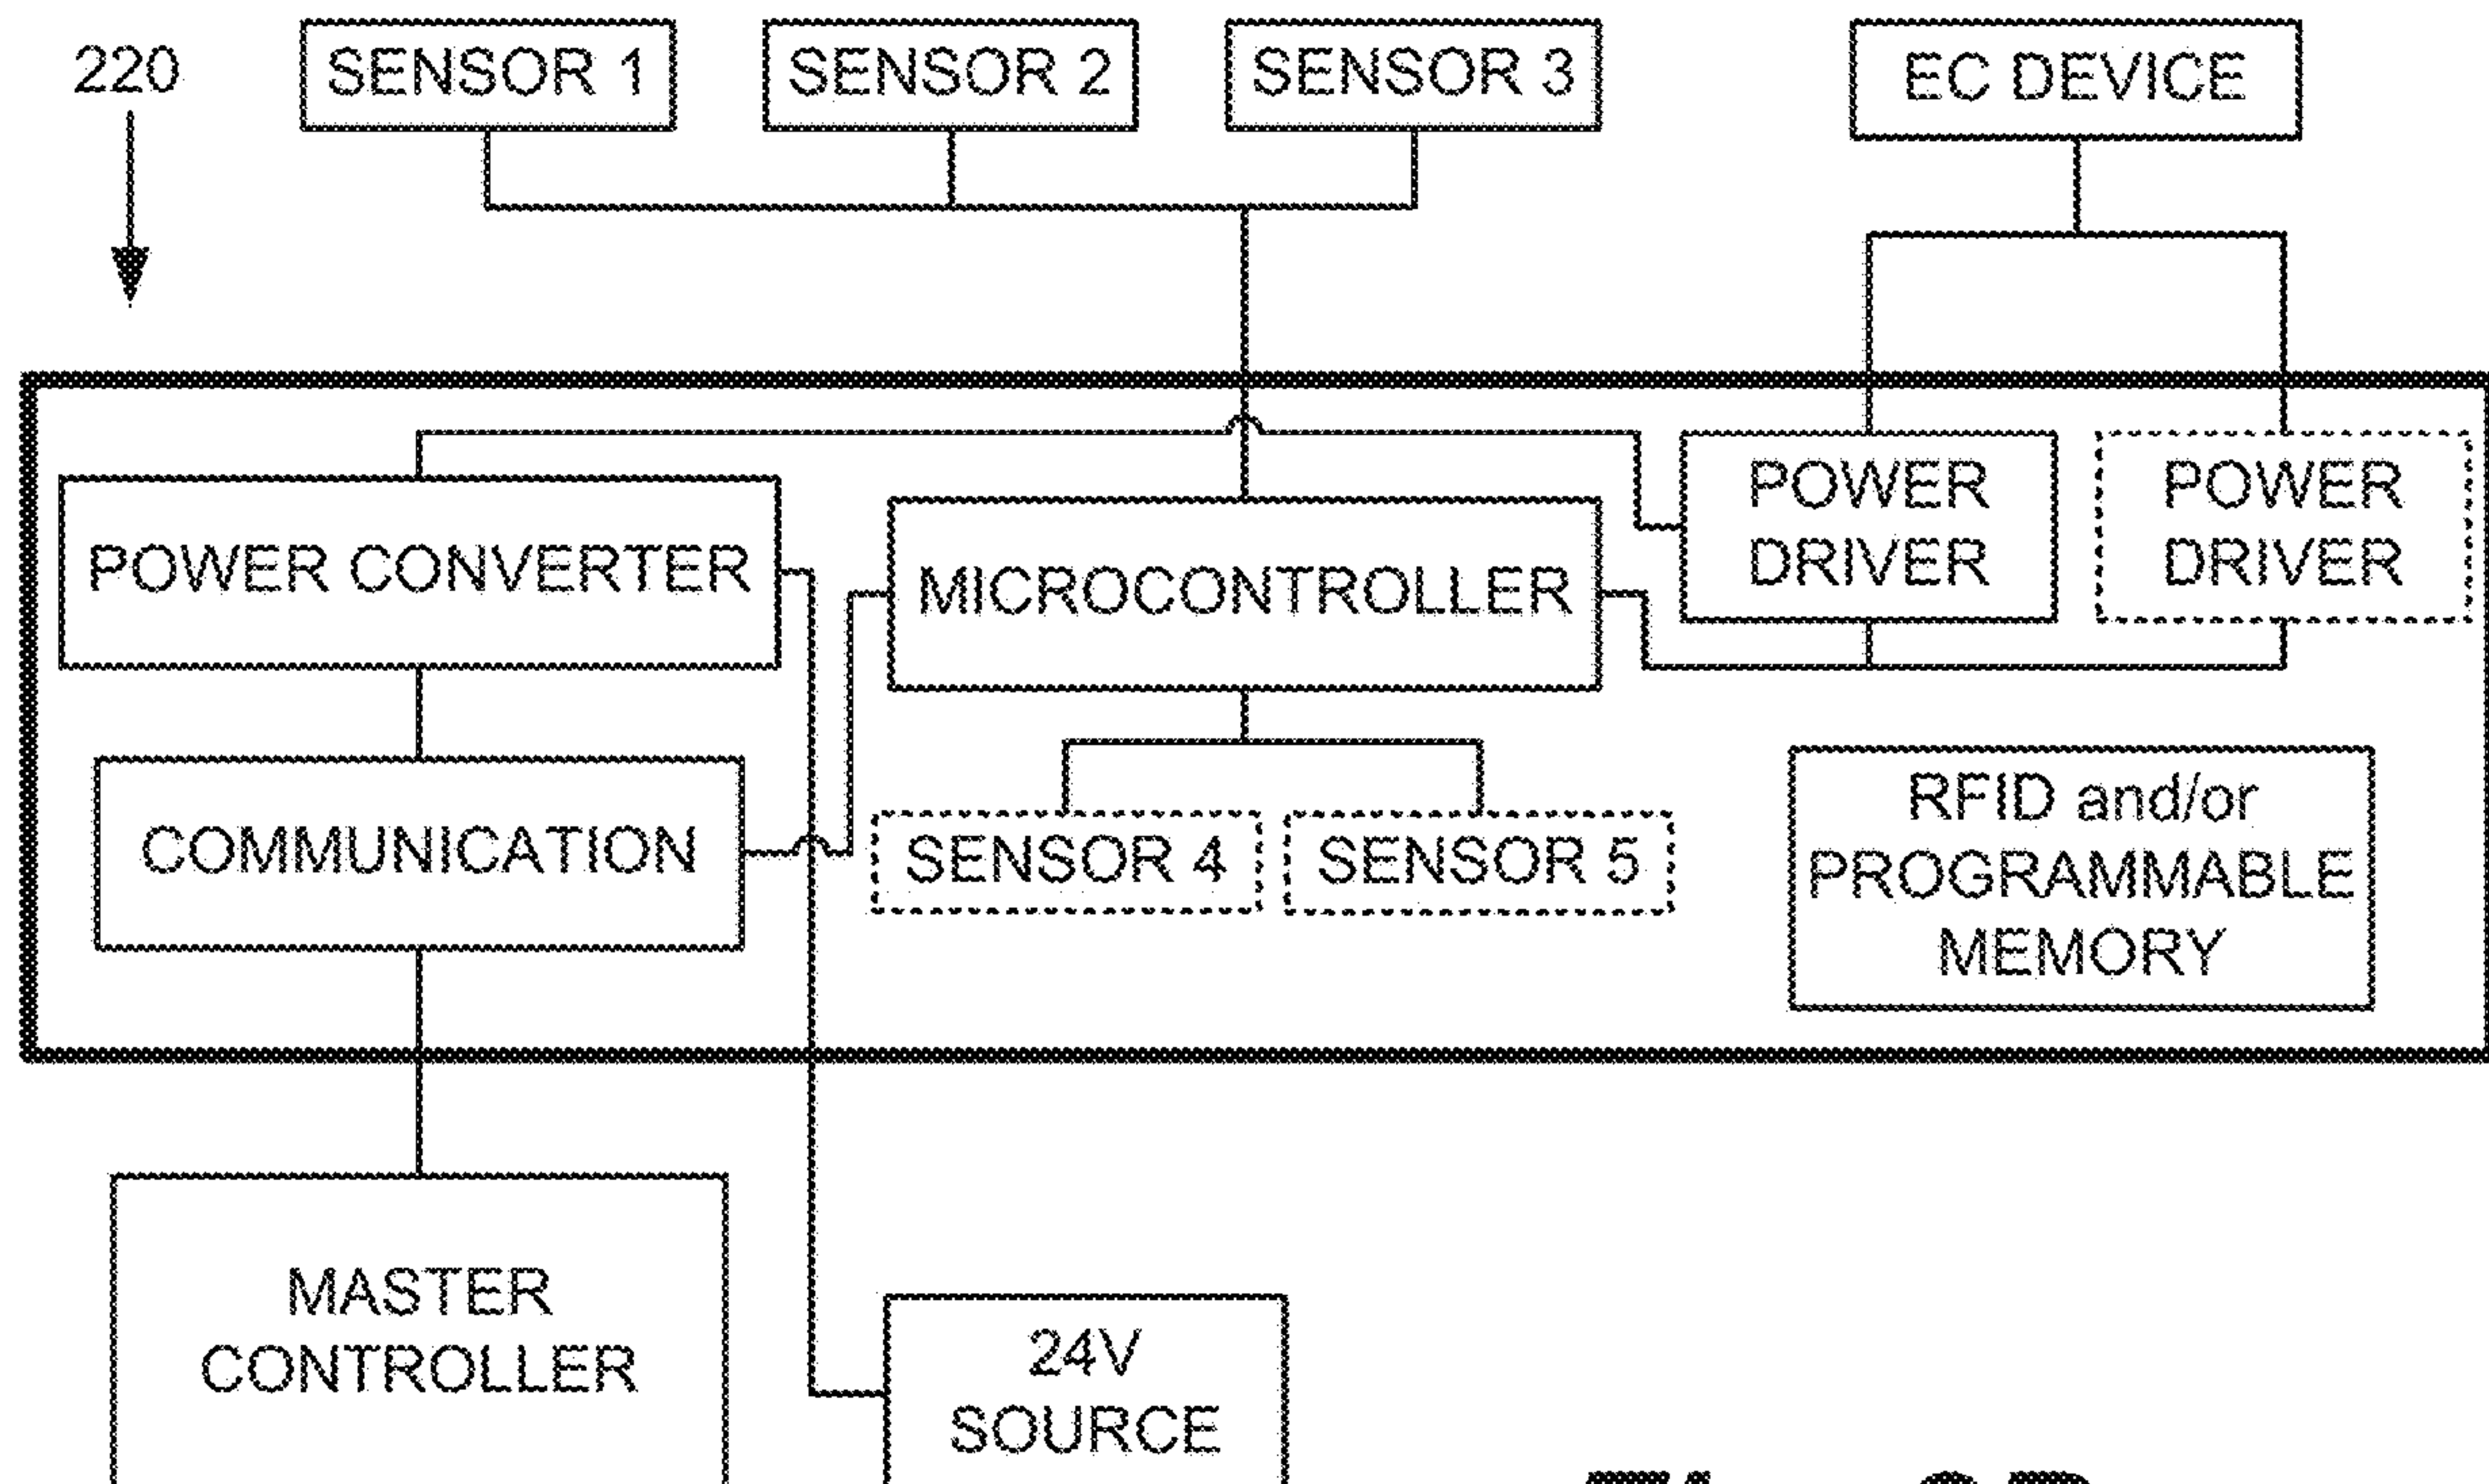 220
SENSOR 1
SENSOR 2
SENSOR 3
EC DEVICE
POWER CONVERTER
MICROCONTROLLER
POWER
DRIVER
POWER
DRIVER
COMMUNICATION
SENSOR 4
SENSOR 5
RFID and/or
PROGRAMMABLE
MEMORY
MASTER
CONTROLLER
24V
SOURCE